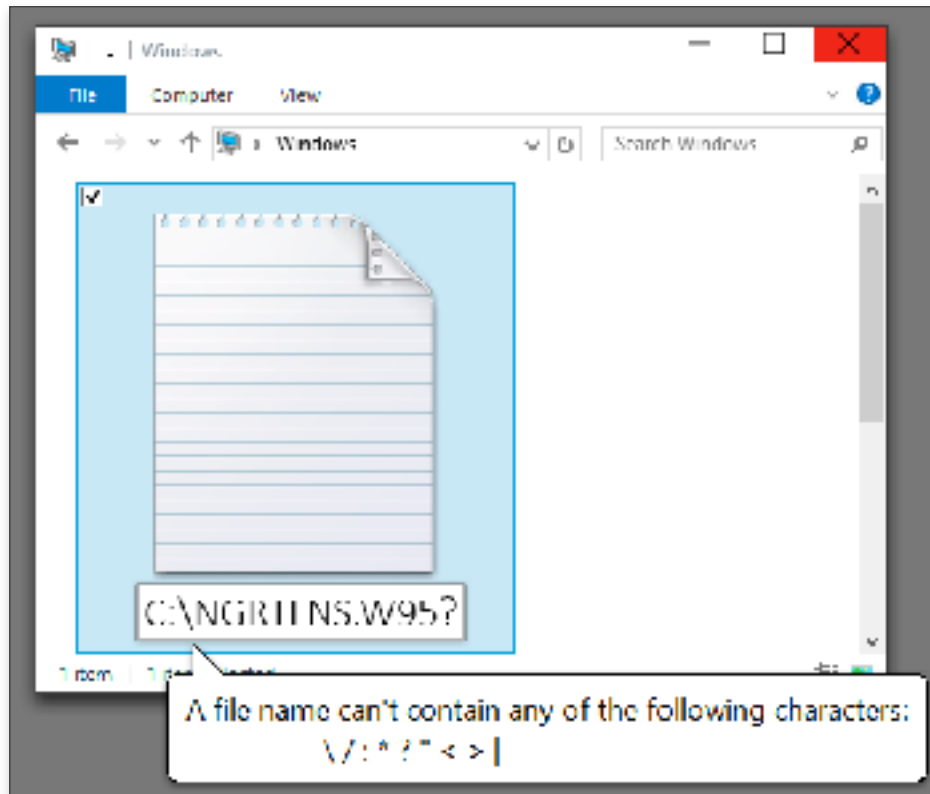 Windows
File Computer View
Windows Search Windows
C:\NGRTLNS.W95?
1 item
A file name can't contain any of the following characters:
\ / : * ? " < > |